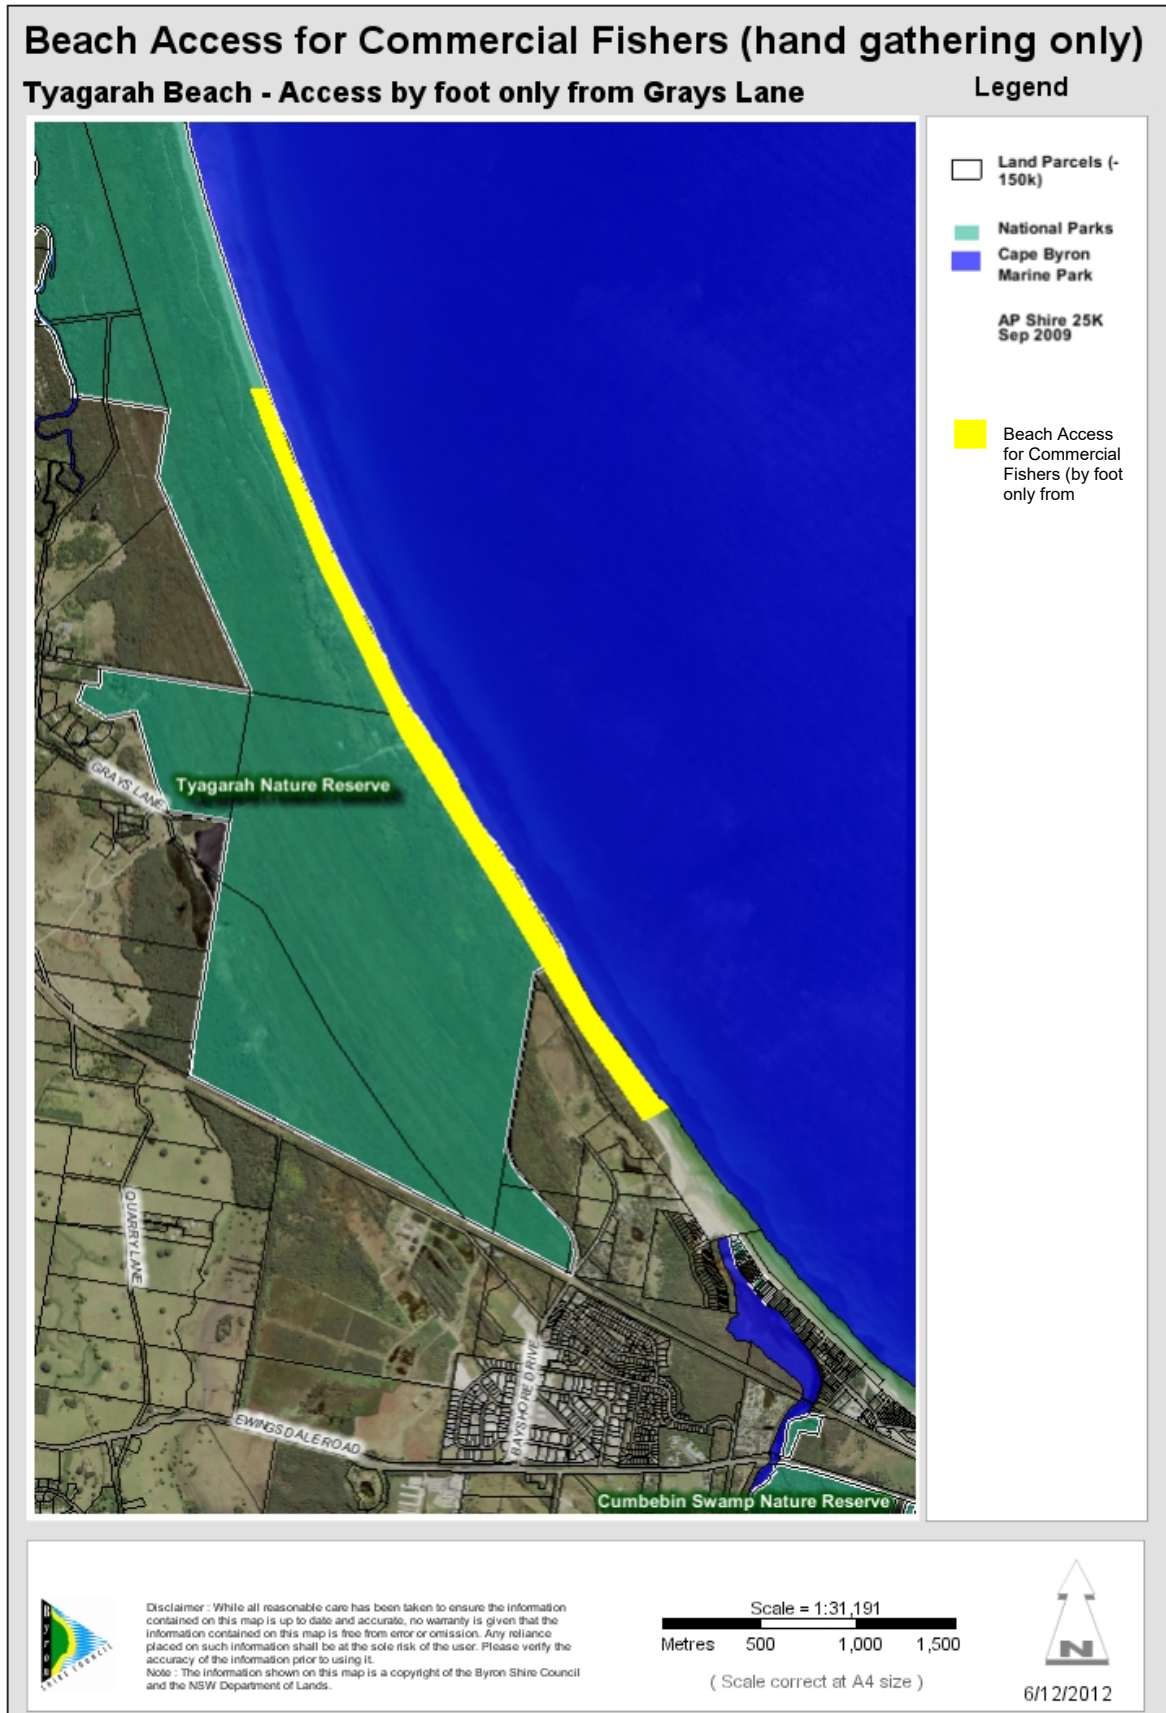 Beach Access for Commercial Fishers (hand gathering only)
Tyagarah Beach - Access by foot only from Grays Lane
Legend
Land Parcels (-
150k)
National Parks
Cape Byron
Marine Park
AP Shire 25K
Sep 2009
Beach Access
for Commercial
Fishers (by foot
only from
GRAYS LANE
Tyagarah Nature Reserve
QUARRY LANE
BAYSHORE DRIVE
EWINGSDALE ROAD
Cumbebin Swamp Nature Reserve
Byron
SHIRE COUNCIL
Disclaimer : While all reasonable care has been taken to ensure the information
contained on this map is up to date and accurate, no warranty is given that the
information contained on this map is free from error or omission. Any reliance
placed on such information shall be at the sole risk of the user. Please verify the
accuracy of the information prior to using it.
Note : The information shown on this map is a copyright of the Byron Shire Council
and the NSW Department of Lands.
Scale = 1:31,191
Metres 500 1,000 1,500
( Scale correct at A4 size )
N
6/12/2012